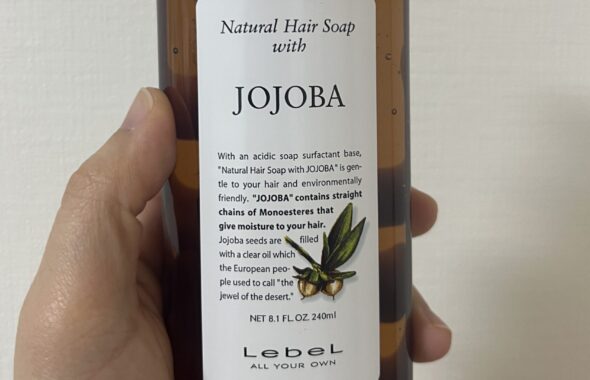 Natural Hair Soap
with
JOJOBA
With an acidic soap surfactant base,
"Natural Hair Soap with JOJOBA" is gen-
tle to your hair and environmentally
friendly. "JOJOBA" contains straight
chains of Monoesteres that
give moisture to your hair.
Jojoba seeds are filled
with a clear oil which
the European peo-
ple used to call "the
jewel of the desert."
NET 8.1 FL.OZ. 240ml
LebeL
ALL YOUR OWN